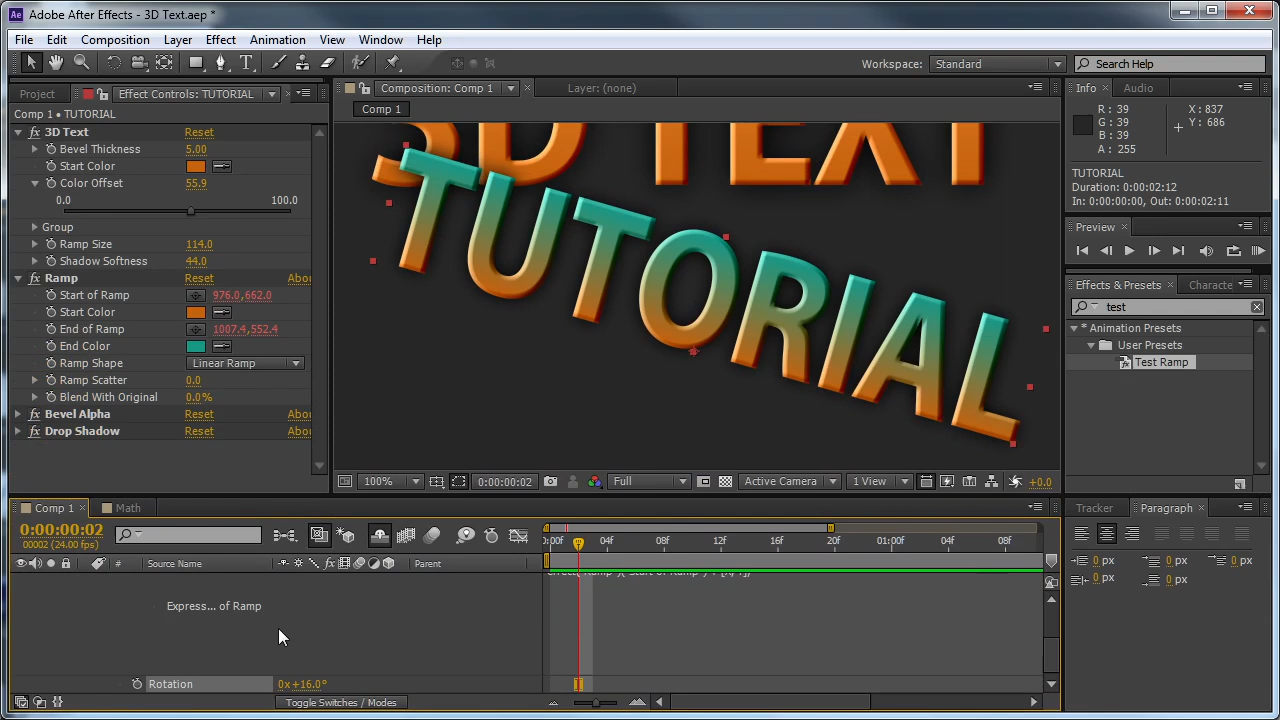 Adobe After Effects - 3D Text.aep *
File Edit Composition Layer Effect Animation View Window Help
Workspace: Standard Search Help
Project Effect Controls: TUTORIAL Composition: Comp 1 Layer: (none) Info Audio
Comp 1 • TUTORIAL
Comp 1
3D Text Reset
Bevel Thickness 5.00
Start Color
Color Offset 55.9
0.0 100.0
Group
Ramp Size 114.0
Shadow Softness 44.0
Ramp Reset Abou
Start of Ramp 976.0,662.0
Start Color
End of Ramp 1007.4,552.4
End Color
Ramp Shape Linear Ramp
Ramp Scatter 0.0
Blend With Original 0.0%
Bevel Alpha Reset Abou
Drop Shadow Reset Abou
3D TEXT
TUTORIAL
R: 39 X: 837
G: 39 Y: 686
B: 39
A: 255
TUTORIAL
Duration: 0:00:02:12
In: 0:00:00:00, Out: 0:00:02:11
Preview
Effects & Presets Characte
test
* Animation Presets
User Presets
Test Ramp
100% 0:00:00:02 Full Active Camera 1 View +0.0
Comp 1 Math
Tracker Paragraph
0:00:00:02
00002 (24.00 fps)
:00f 04f 08f 12f 16f 20f 01:00f 04f 08f
# Source Name Parent
0 px 0 px 0 px
0 px 0 px
Express... of Ramp
Rotation 0x+16.0°
Toggle Switches / Modes